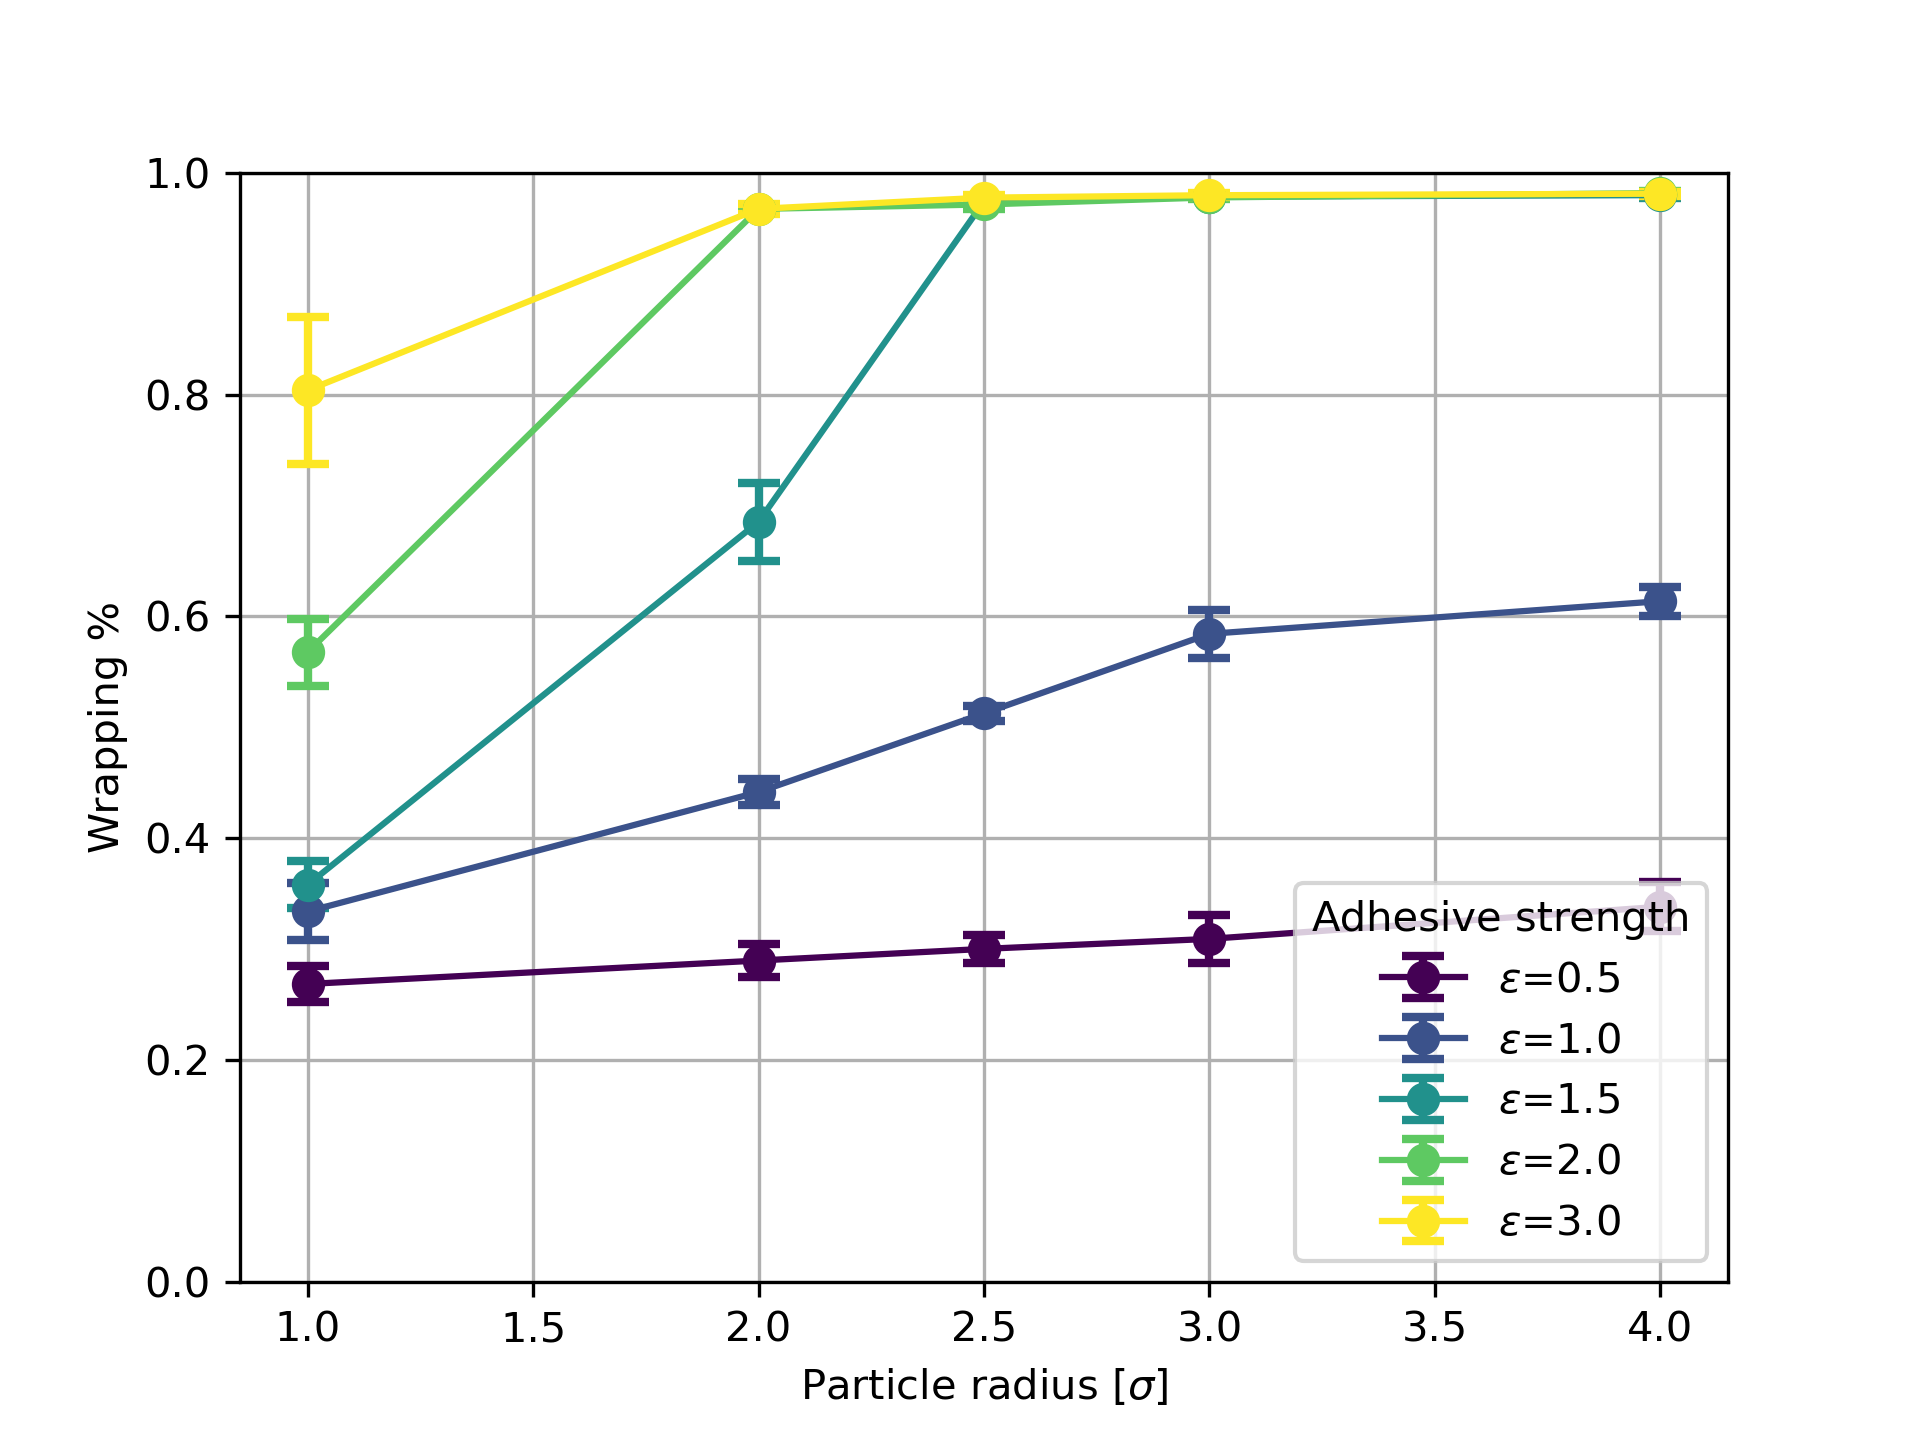 1.0
0.8
0.6
0.4
0.2
0.0
Wrapping %
1.0 1.5 2.0 2.5 3.0 3.5 4.0
Particle radius [σ]
Adhesive strength
ε=0.5
ε=1.0
ε=1.5
ε=2.0
ε=3.0